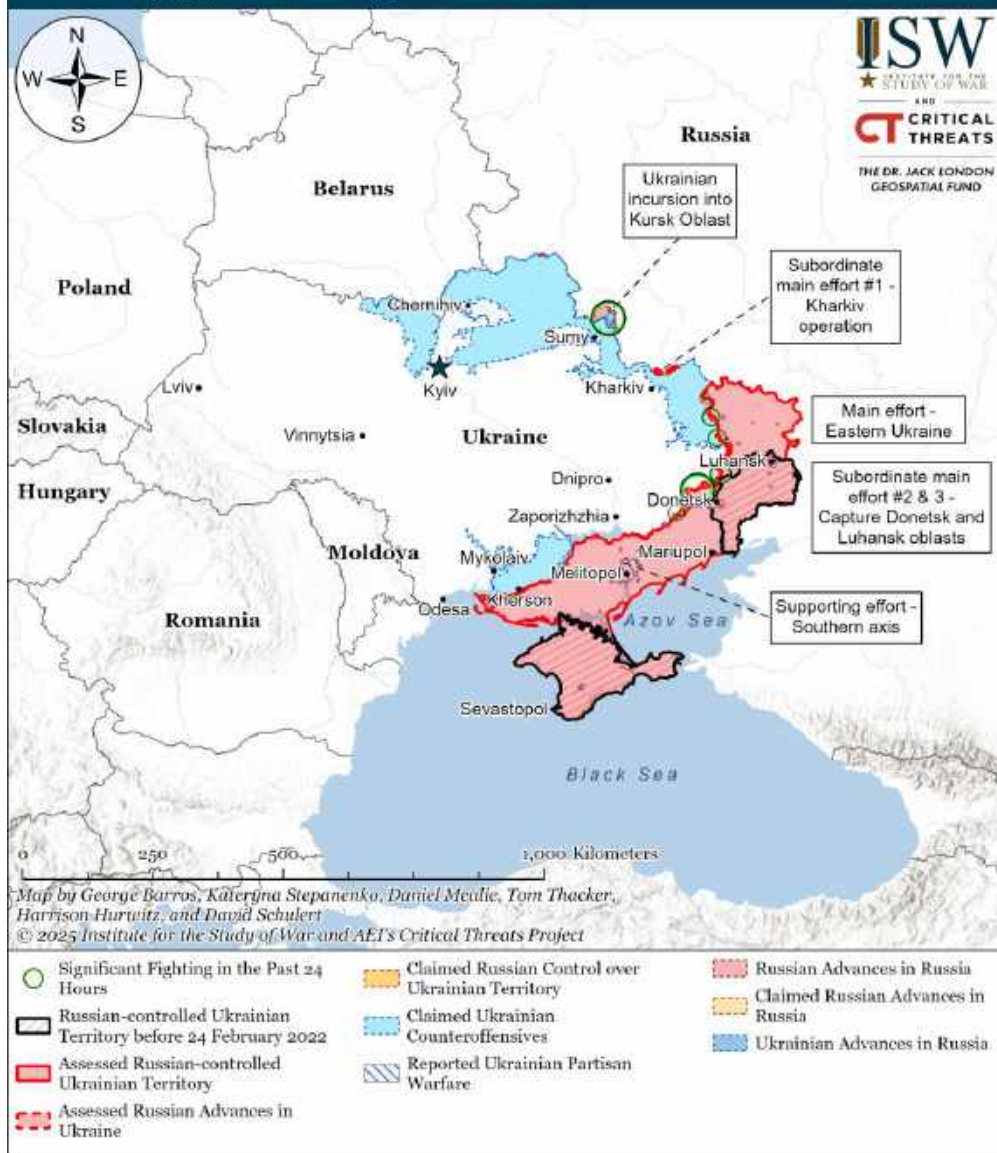 N
W
E
S
ISW
INSTITUTE FOR THE
STUDY OF WAR
AND
CT CRITICAL
THREATS
THE DR. JACK LONDON
GEOSPATIAL FUND
Russia
Ukrainian
incursion into
Kursk Oblast
Belarus
Subordinate
main effort #1 -
Kharkiv
operation
Poland
Chernihiv
Sumy
Kyiv
Kharkiv
Lviv
Slovakia
Main effort -
Eastern Ukraine
Vinnytsia
Ukraine
Luhansk
Hungary
Dnipro
Donetsk
Subordinate main
effort #2 & 3 -
Capture Donetsk and
Luhansk oblasts
Zaporizhzhia
Moldova
Mykolaiv
Mariupol
Melitopol
Kherson
Odesa
Romania
Azov Sea
Supporting effort -
Southern axis
Sevastopol
Black Sea
0 250 500 1,000 Kilometers
Map by George Barros, Kateryna Stepanenko, Daniel Mealie, Tom Thacker,
Harrison Hurwitz, and David Schulert
© 2025 Institute for the Study of War and AEI's Critical Threats Project
Significant Fighting in the Past 24
Hours
Russian-controlled Ukrainian
Territory before 24 February 2022
Assessed Russian-controlled
Ukrainian Territory
Assessed Russian Advances in
Ukraine
Claimed Russian Control over
Ukrainian Territory
Claimed Ukrainian
Counteroffensives
Reported Ukrainian Partisan
Warfare
Russian Advances in Russia
Claimed Russian Advances in
Russia
Ukrainian Advances in Russia